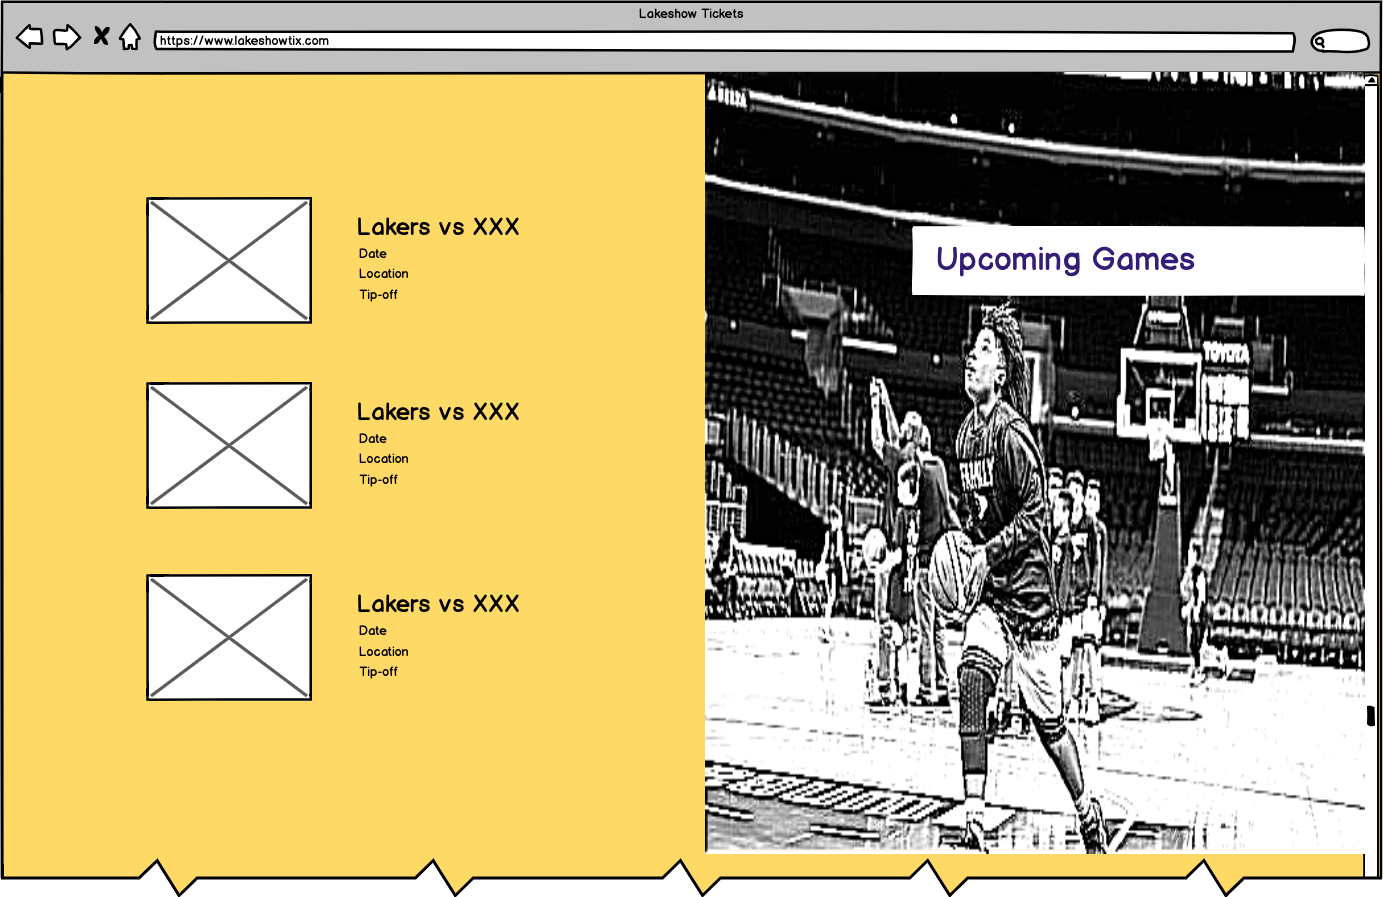 Lakeshow Tickets
https://www.lakeshowtix.com
Lakers vs XXX
Date
Location
Tip-off
Lakers vs XXX
Date
Location
Tip-off
Lakers vs XXX
Date
Location
Tip-off
DELTA
Upcoming Games
TOYOTA